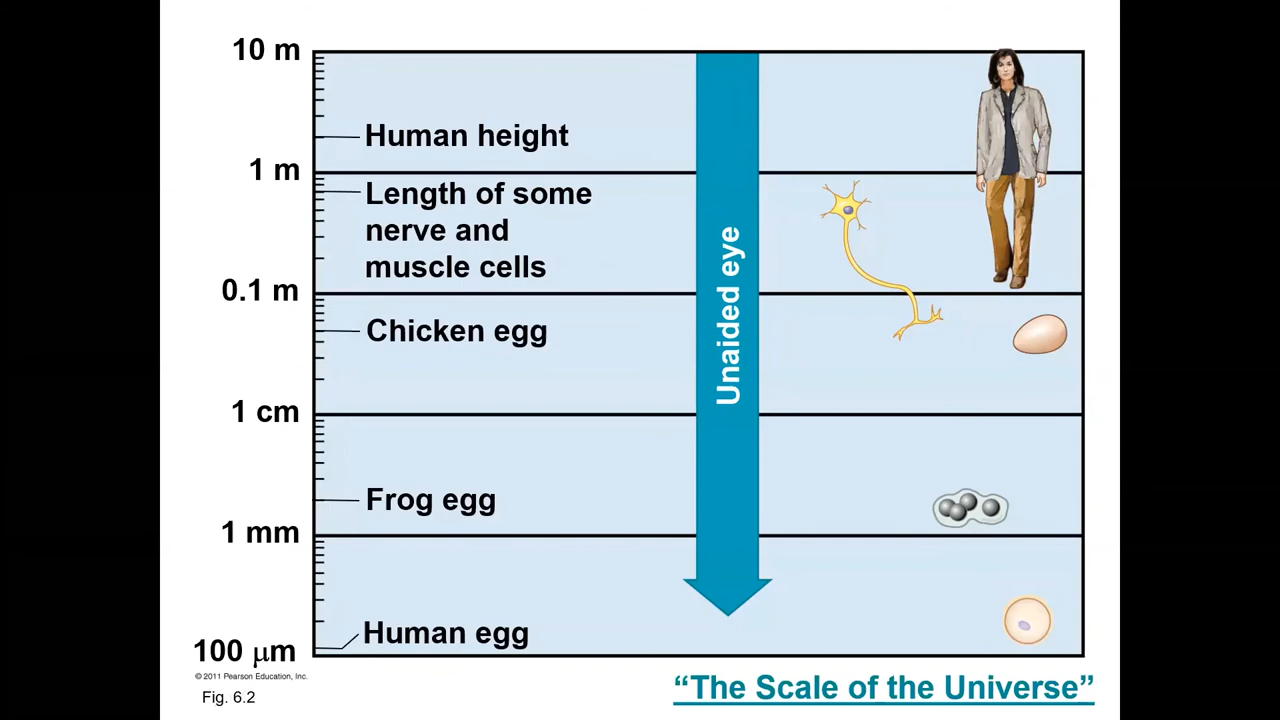 10 m
Human height
1 m
Length of some
nerve and
muscle cells
0.1 m
Chicken egg
Unaided eye
1 cm
Frog egg
1 mm
Human egg
100 μm
© 2011 Pearson Education, Inc.
Fig. 6.2
“The Scale of the Universe”